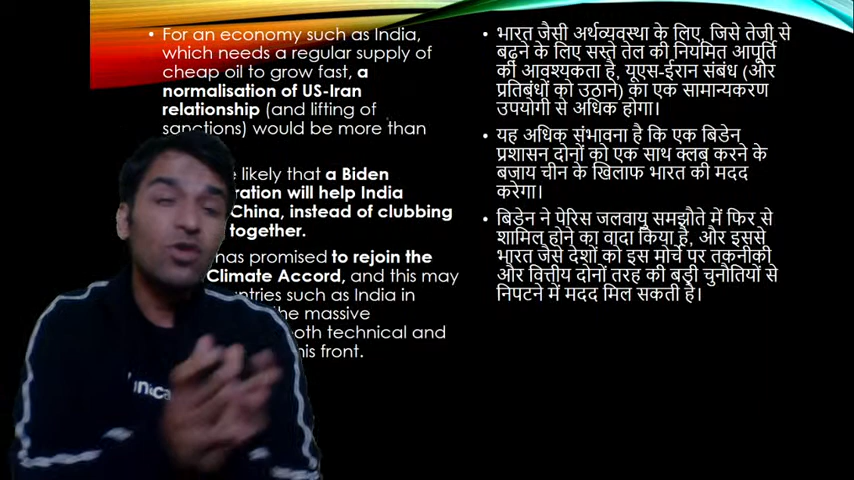 • For an economy such as India,
which needs a regular supply of
cheap oil to grow fast, a
normalisation of US-Iran
relationship (and lifting of
sanctions) would be more than
likely that a Biden
will help India
China, instead of clubbing
together.
has promised to rejoin the
Climate Accord, and this may
such as India in
the massive
both technical and
his front.
• भारत जैसी अर्थव्यवस्था के लिए, जिसे तेजी से
बढ़ने के लिए सस्ते तेल की नियमित आपूर्ति
की आवश्यकता है, यूएस-ईरान संबंध (और
प्रतिबंधों को उठाने) का एक सामान्यकरण
उपयोगी से अधिक होगा।
• यह अधिक संभावना है कि एक बिडेन
प्रशासन दोनों को एक साथ क्लब करने के
बजाय चीन के खिलाफ भारत की मदद
करेगा।
• बिडेन ने पेरिस जलवायु समझौते में फिर से
शामिल होने का वादा किया है, और इससे
भारत जैसे देशों को इस मोर्चे पर तकनीकी
और वित्तीय दोनों तरह की बड़ी चुनौतियों से
निपटने में मदद मिल सकती है।